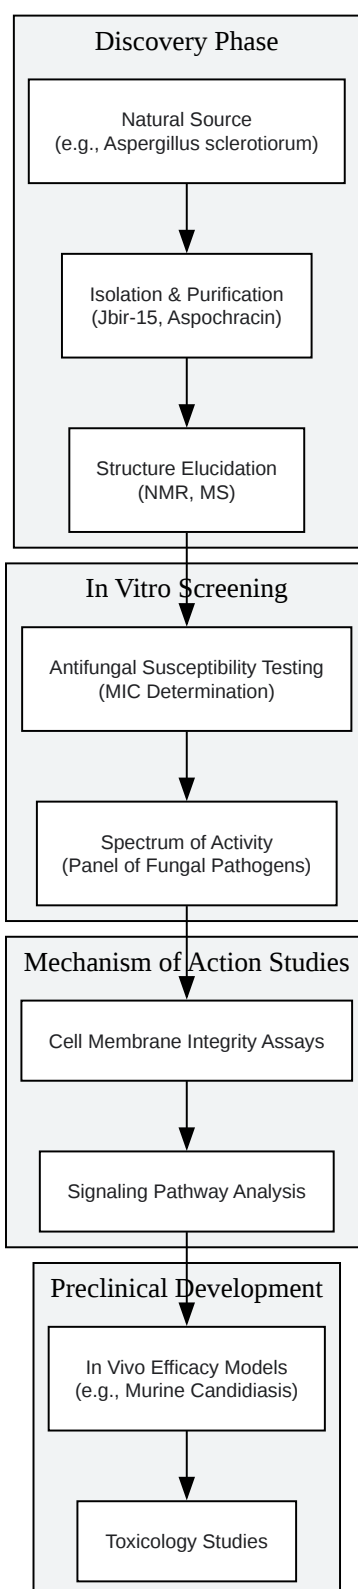 Discovery Phase
Natural Source
(e.g., Aspergillus sclerotiorum)
Isolation & Purification
(Jbir-15, Aspochracin)
Structure Elucidation
(NMR, MS)
In Vitro Screening
Antifungal Susceptibility Testing
(MIC Determination)
Spectrum of Activity
(Panel of Fungal Pathogens)
Mechanism of Action Studies
Cell Membrane Integrity Assays
Signaling Pathway Analysis
Preclinical Development
In Vivo Efficacy Models
(e.g., Murine Candidiasis)
Toxicology Studies